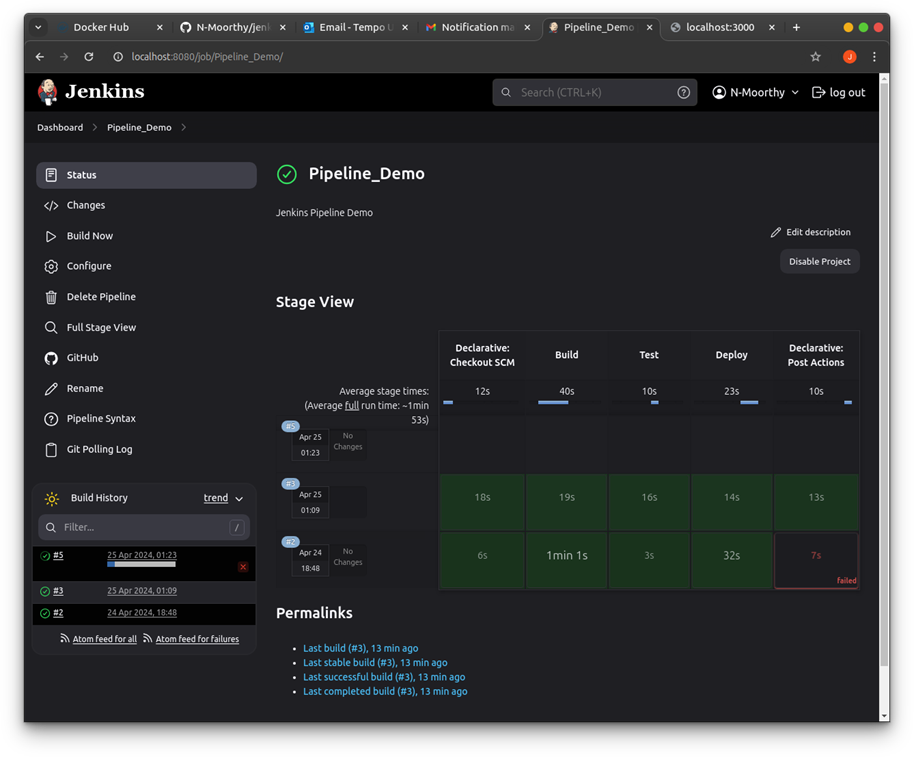 Docker Hub
N-Moorthy/jenk
Email - Tempo U
Notification ma
Pipeline_Demo
localhost:3000
localhost:8080/job/Pipeline_Demo/
J
Jenkins
Search (CTRL+K)
N-Moorthy
log out
Dashboard
Pipeline_Demo
Status
Changes
Build Now
Configure
Delete Pipeline
Full Stage View
GitHub
Rename
Pipeline Syntax
Git Polling Log
Build History
trend
Filter...
/
#5
25 Apr 2024, 01:23
#3
25 Apr 2024, 01:09
#2
24 Apr 2024, 18:48
Atom feed for all
Atom feed for failures
Pipeline_Demo
Jenkins Pipeline Demo
Edit description
Disable Project
Stage View
Declarative:
Checkout SCM
Build
Test
Deploy
Declarative:
Post Actions
Average stage times:
(Average full run time: ~1min
53s)
12s
40s
10s
23s
10s
#5
Apr 25
01:23
No
Changes
#3
Apr 25
01:09
18s
19s
16s
14s
13s
#2
Apr 24
18:48
No
Changes
6s
1min 1s
3s
32s
7s
failed
Permalinks
Last build (#3), 13 min ago
Last stable build (#3), 13 min ago
Last successful build (#3), 13 min ago
Last completed build (#3), 13 min ago